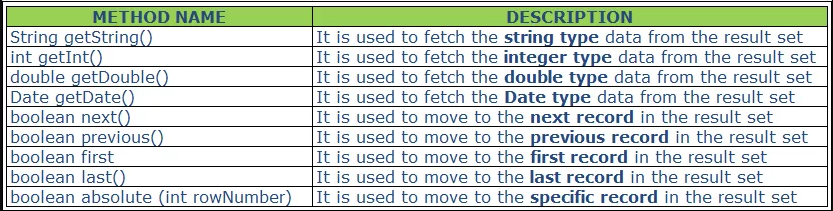 METHOD NAME DESCRIPTION
String getString() It is used to fetch the string type data from the result set
int getInt() It is used to fetch the integer type data from the result set
double getDouble() It is used to fetch the double type data from the result set
Date getDate() It is used to fetch the Date type data from the result set
boolean next() It is used to move to the next record in the result set
boolean previous() It is used to move to the previous record in the result set
boolean first It is used to move to the first record in the result set
boolean last() It is used to move to the last record in the result set
boolean absolute (int rowNumber) It is used to move to the specific record in the result set